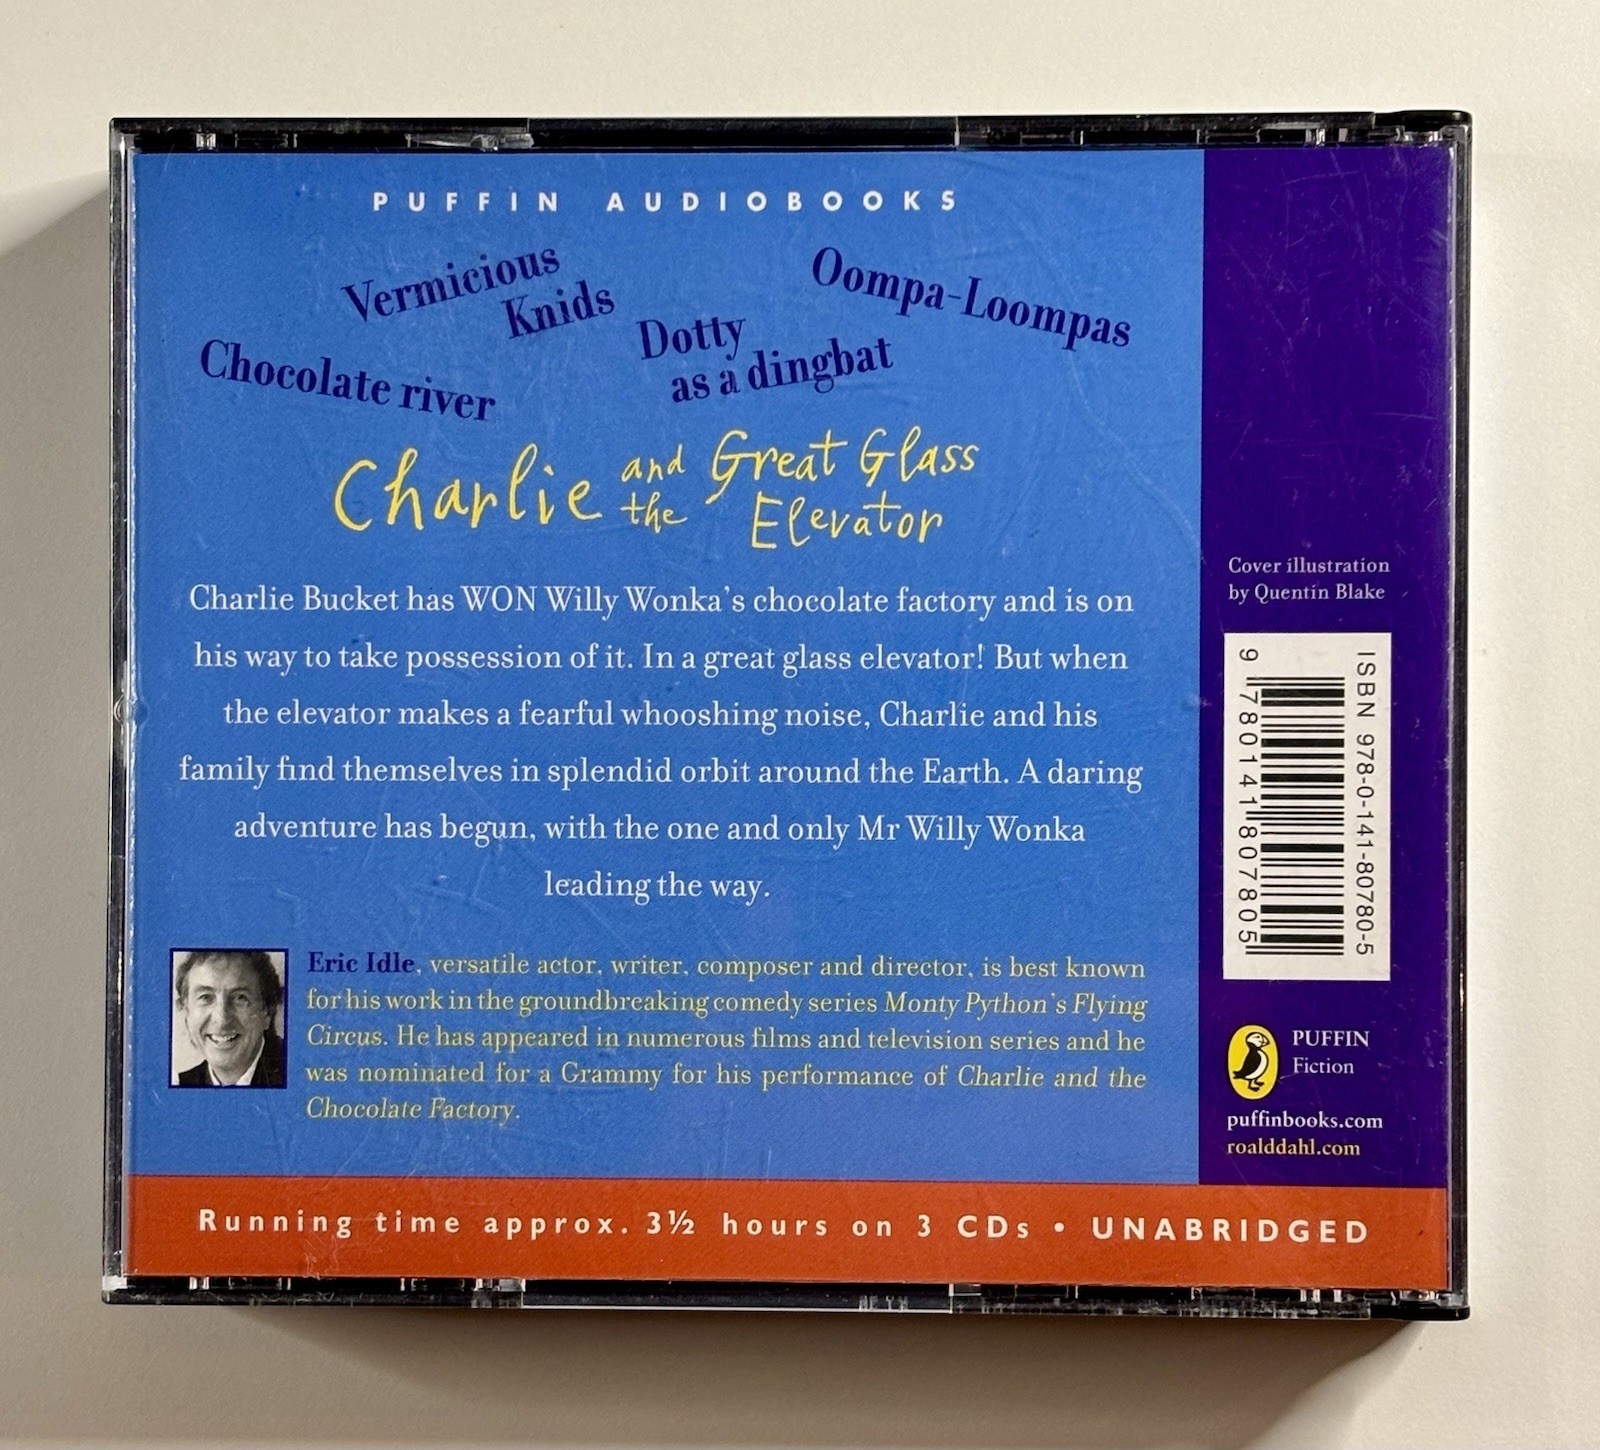 PUFFIN AUDIOBOOKS
Vermicious
Knids
Oompa-Loompas
Dotty
as a dingbat
Chocolate river
Charlie and the Great Glass
Elevator
Charlie Bucket has WON Willy Wonka's chocolate factory and is on
his way to take possession of it. In a great glass elevator! But when
the elevator makes a fearful whooshing noise, Charlie and his
family find themselves in splendid orbit around the Earth. A daring
adventure has begun, with the one and only Mr Willy Wonka
leading the way.
Eric Idle, versatile actor, writer, composer and director, is best known
for his work in the groundbreaking comedy series Monty Python's Flying
Circus. He has appeared in numerous films and television series and he
was nominated for a Grammy for his performance of Charlie and the
Chocolate Factory.
Cover illustration
by Quentin Blake
ISBN 978-0-141-80780-5
9 780141 807805
PUFFIN
Fiction
puffinbooks.com
roalddahl.com
Running time approx. 3½ hours on 3 CDs • UNABRIDGED